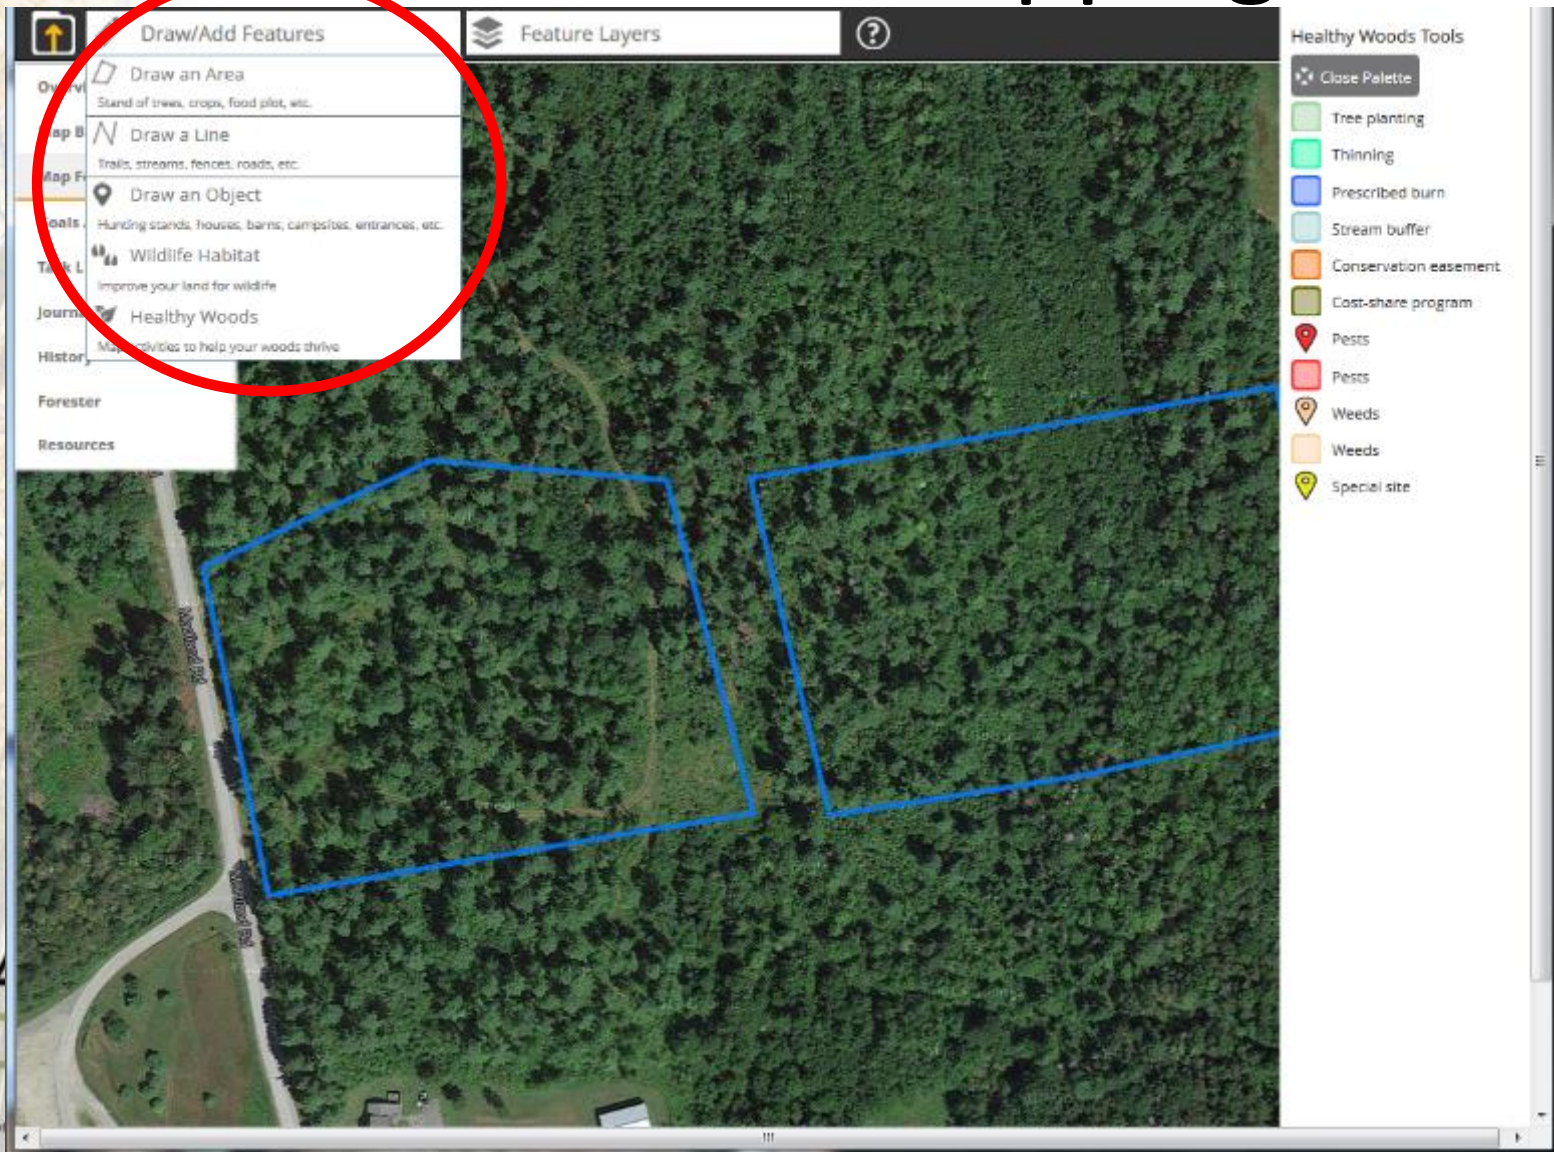 Draw/Add Features
Feature Layers
?
Draw an Area
Stand of trees, crops, food plot, etc.
Draw a Line
Trails, streams, fences, roads, etc.
Draw an Object
Hunting stands, houses, barns, campsites, entrances, etc.
Wildlife Habitat
Improve your land for wildlife
Healthy Woods
Map activities to help your woods thrive
History
Forester
Resources
Healthy Woods Tools
Close Palette
Tree planting
Thinning
Prescribed burn
Stream buffer
Conservation easement
Cost-share program
Pests
Pests
Weeds
Weeds
Special site